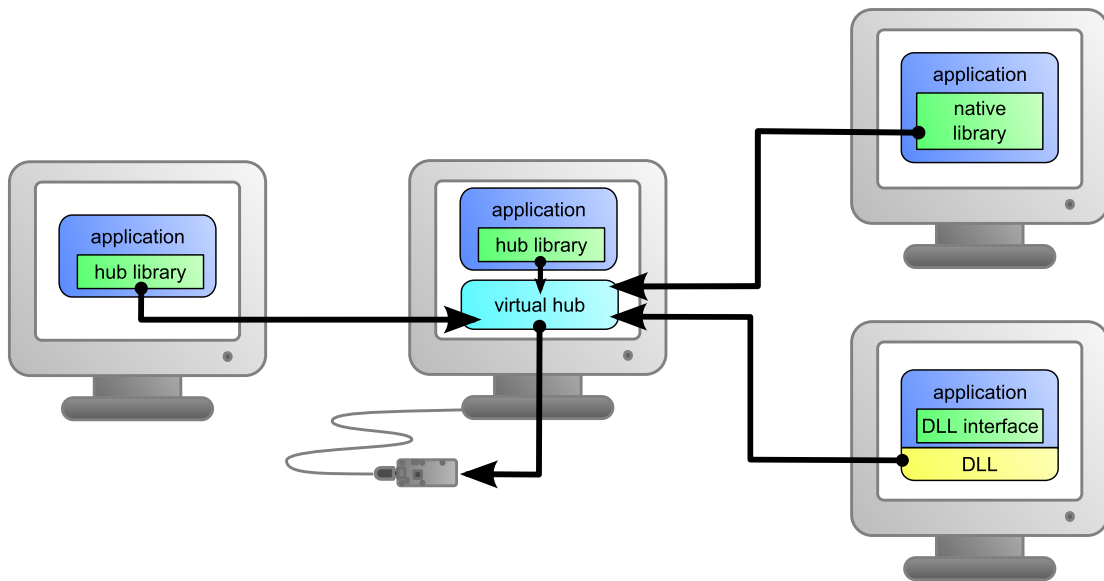 application
hub library
application
hub library
virtual hub
application
native
library
application
DLL interface
DLL